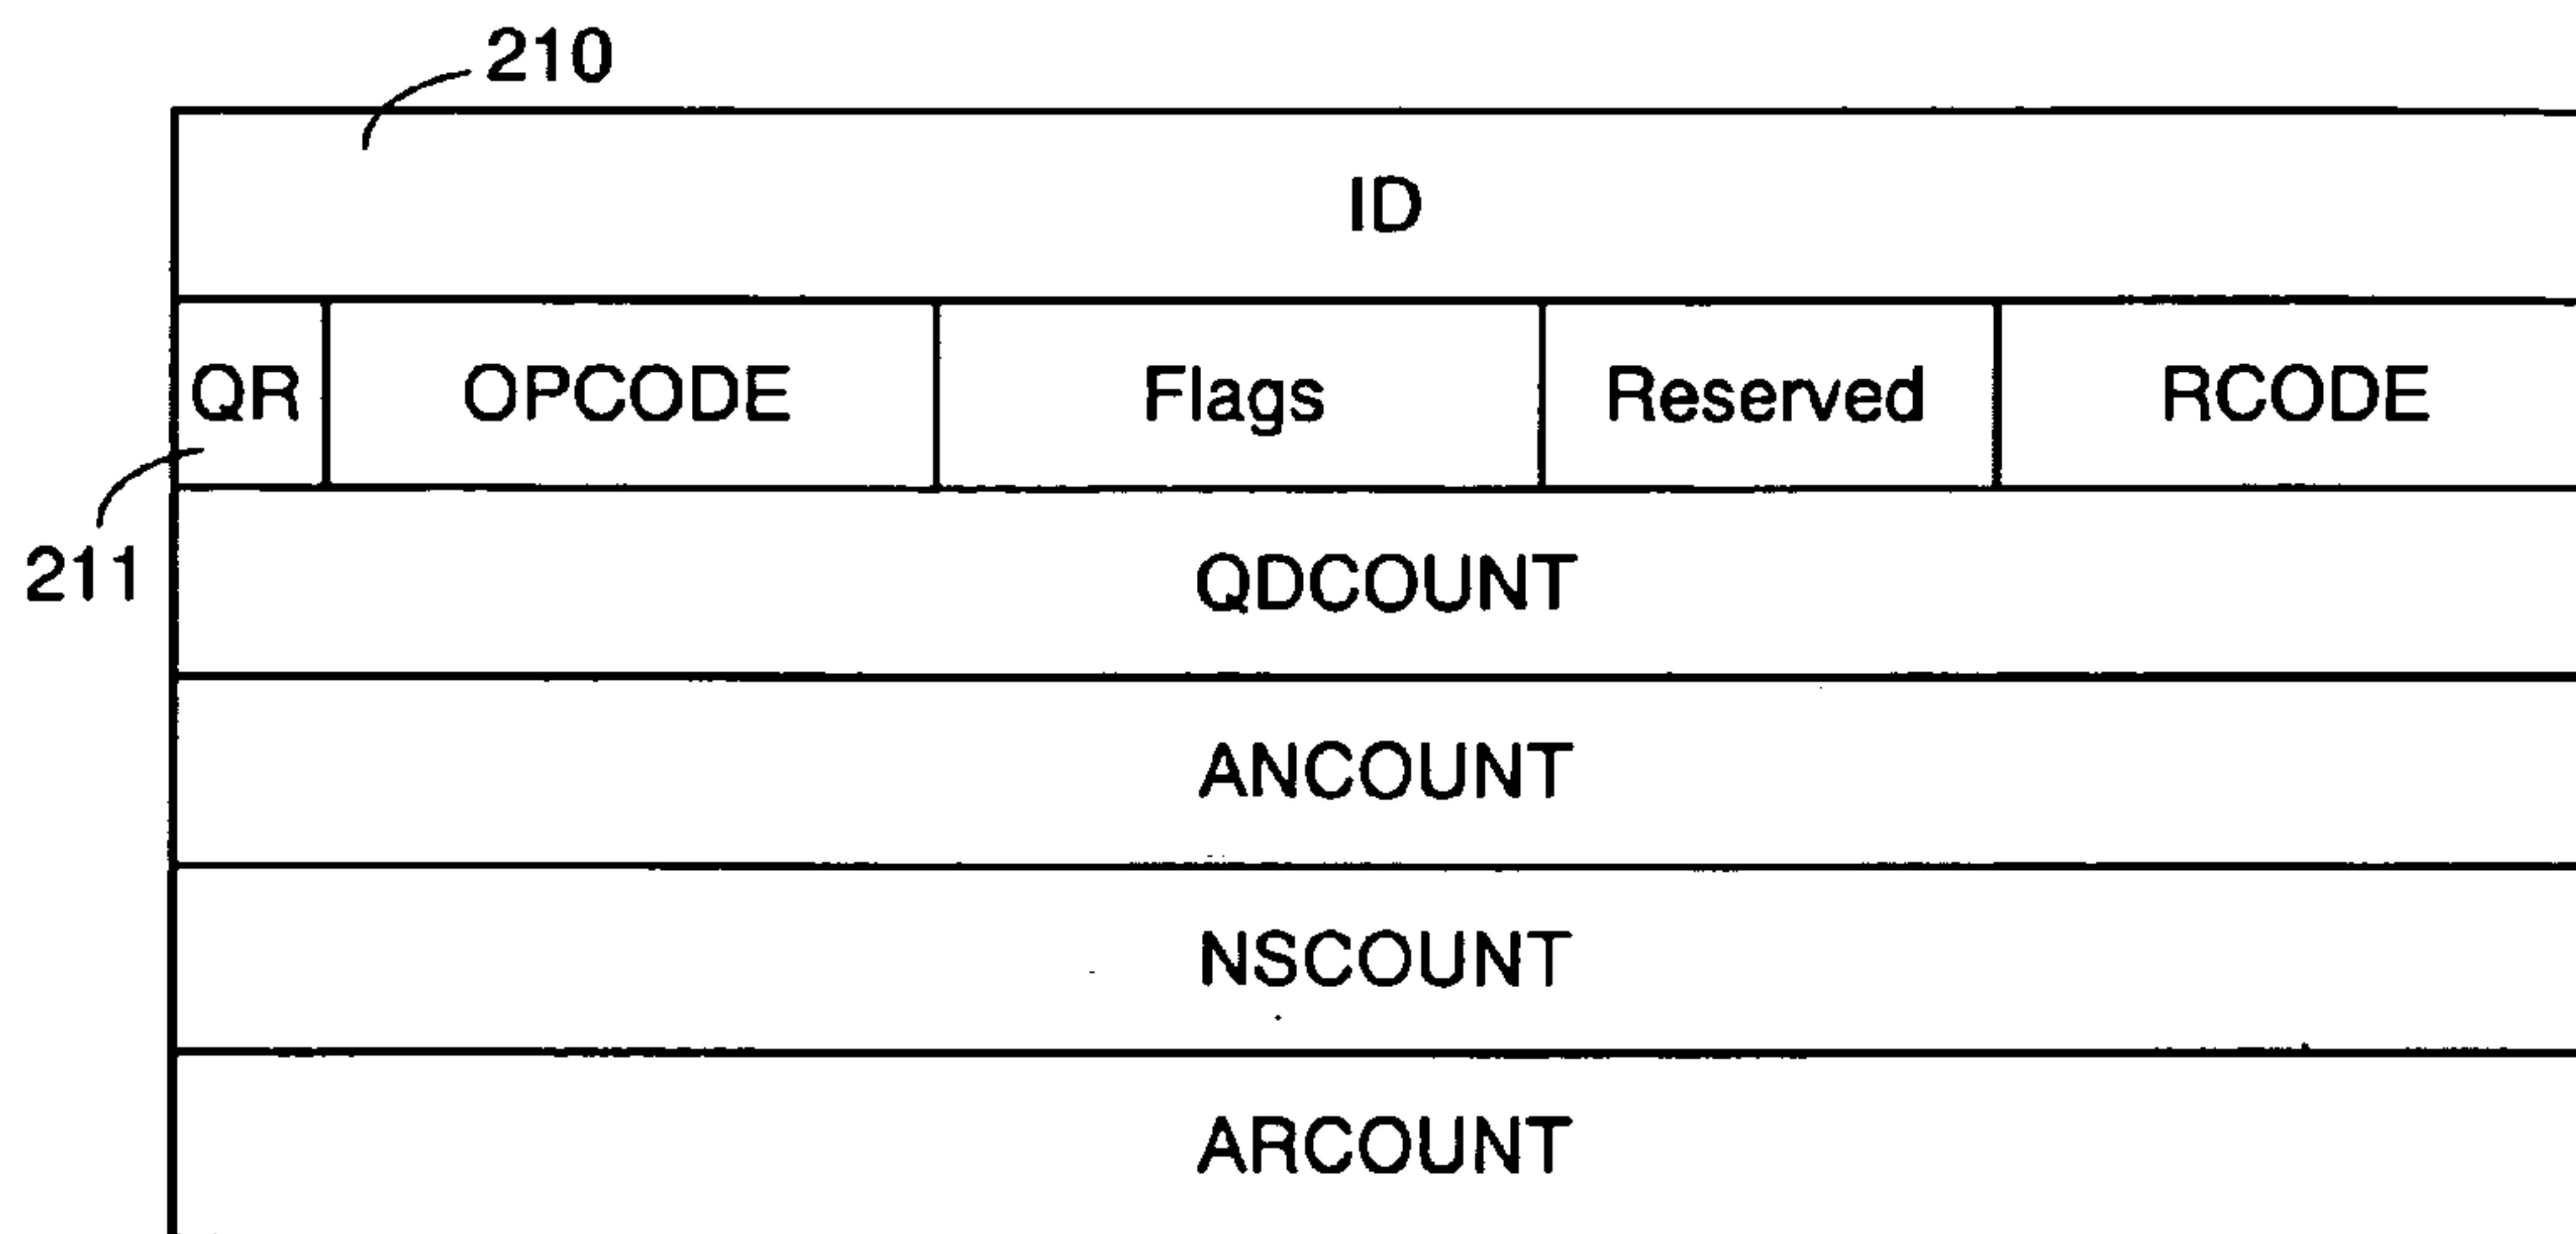 210
ID
QR OPCODE Flags Reserved RCODE
211
QDCOUNT
ANCOUNT
NSCOUNT
ARCOUNT